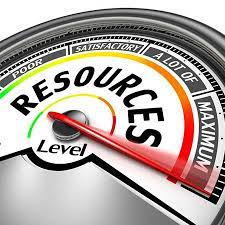 POOR
SATISFACTORY
A LOT OF
MAXIMUM
RESOURCES
Level